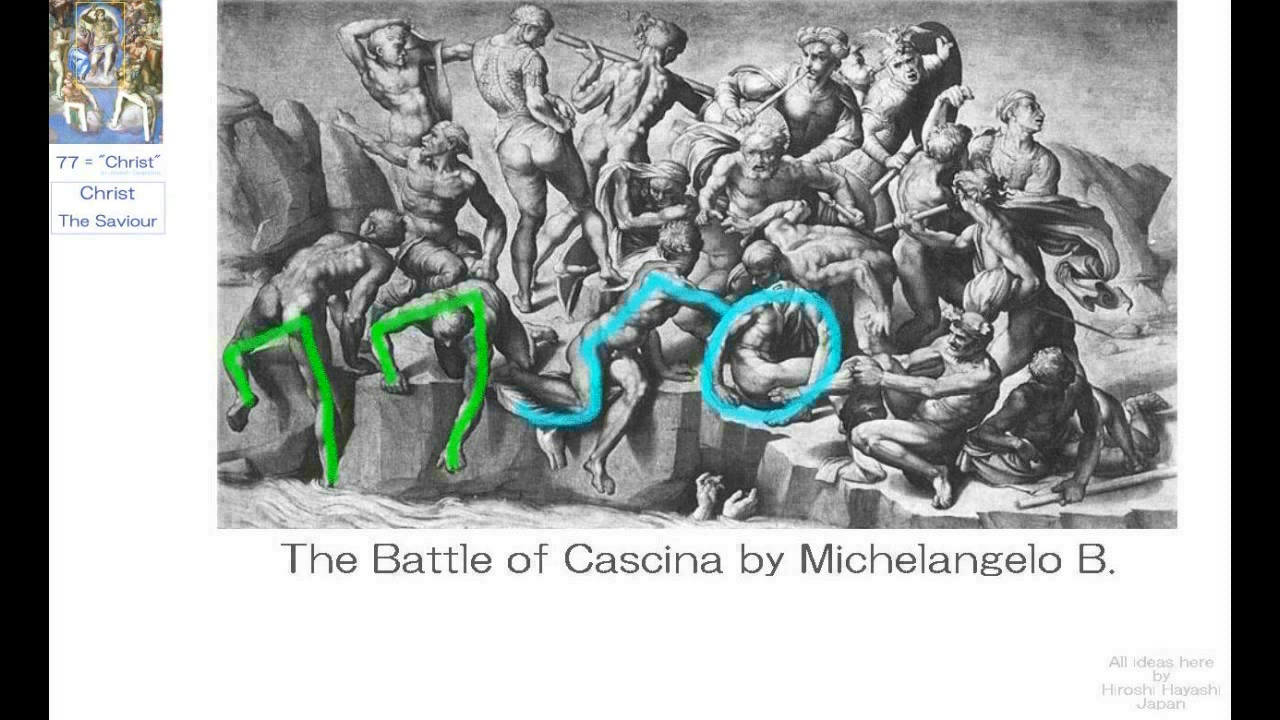 77 = "Christ"
Christ
The Saviour
The Battle of Cascina by Michelangelo B.
All ideas here
by
Hiroshi Hayashi
Japan